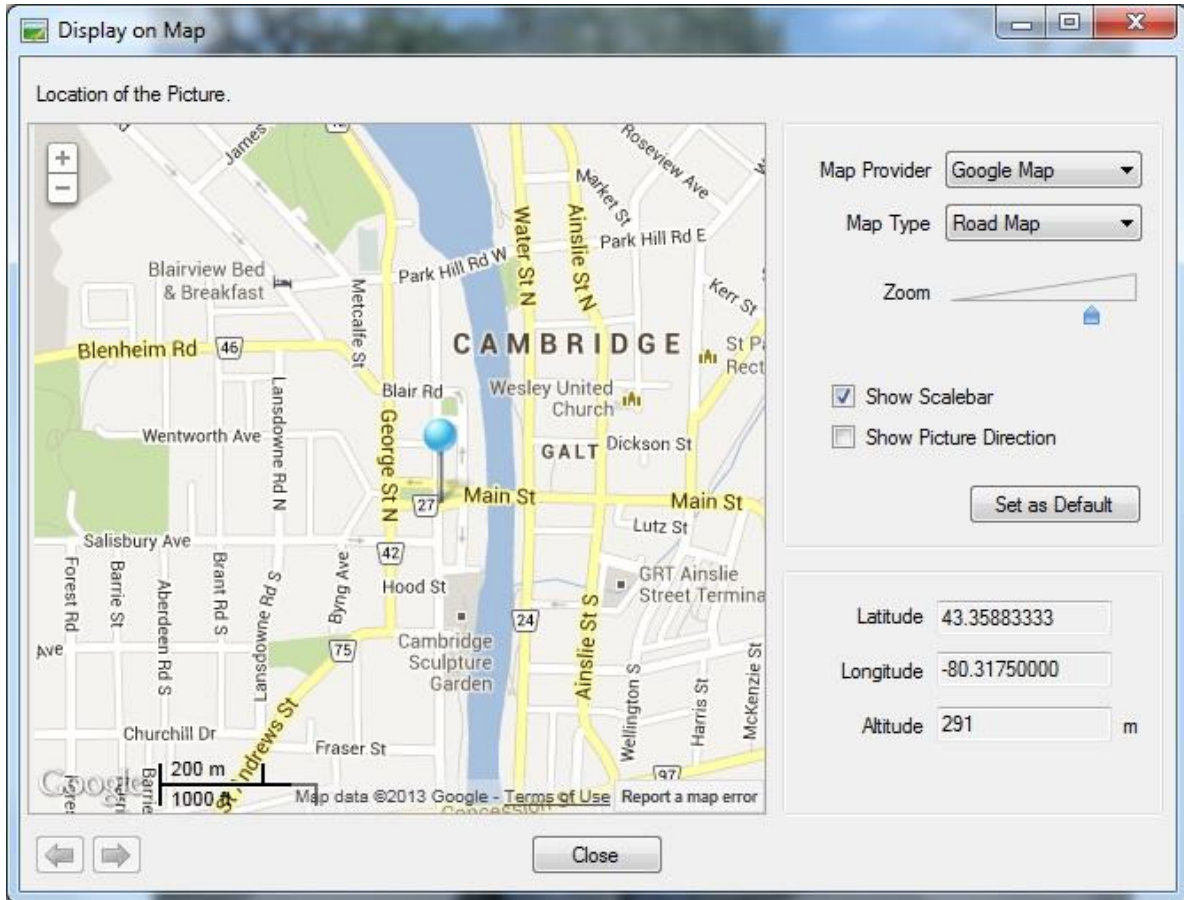 Display on Map
Location of the Picture.
James
Roseview Ave
Market St
Water St N
Ainslie St N
Park Hill Rd E
Park Hill Rd W
Blairview Bed
& Breakfast
Metcalfe St
Kerr St
CAMBRIDGE
St P
Rect
Blenheim Rd
46
Lansdowne Rd N
Blair Rd
Wesley United
Church
Wentworth Ave
George St N
GALT
Dickson St
27
Main St
Main St
Lutz St
Salisbury Ave
42
Hood St
GRT Ainslie
Street Termina
Forest Rd
Barrie St
Aberdeen Rd S
Brant Rd S
Lansdowne Rd S
Byng Ave
24
Ainslie St S
Ave
75
Cambridge
Sculpture
Garden
Wellington S
Harris St
McKenzie St
Churchill Dr
Fraser St
St Andrews St
97
Google
200 m
1000 ft
Barrie
Map data ©2013 Google - Terms of Use
Report a map error
Map Provider Google Map
Map Type Road Map
Zoom
Show Scalebar
Show Picture Direction
Set as Default
Latitude 43.35883333
Longitude -80.31750000
Altitude 291 m
Close